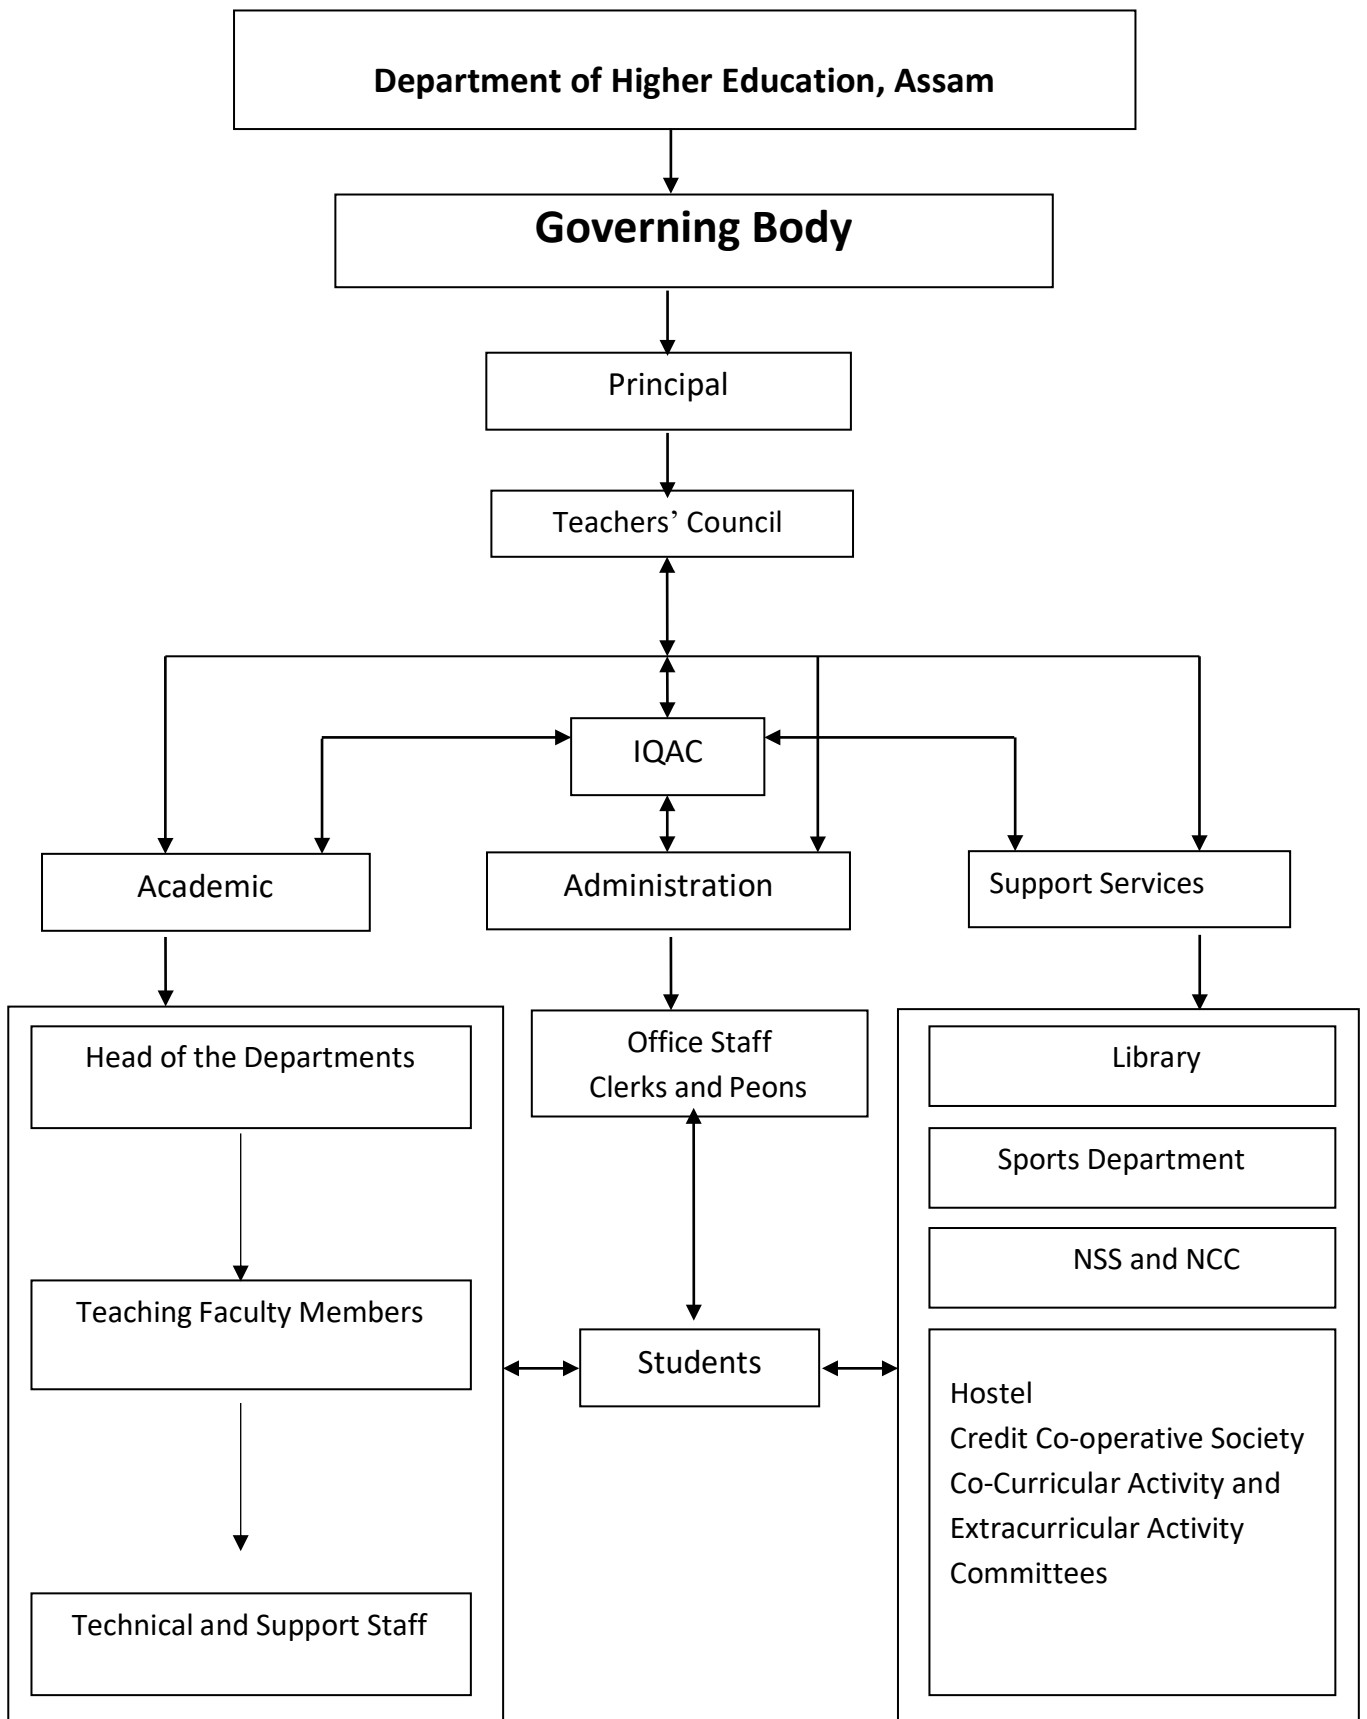 Department of Higher Education, Assam
Governing Body
Principal
Teachers’ Council
IQAC
Academic
Administration
Support Services
Head of the Departments
Teaching Faculty Members
Technical and Support Staff
Office Staff
Clerks and Peons
Students
Library
Sports Department
NSS and NCC
Hostel
Credit Co-operative Society
Co-Curricular Activity and
Extracurricular Activity
Committees